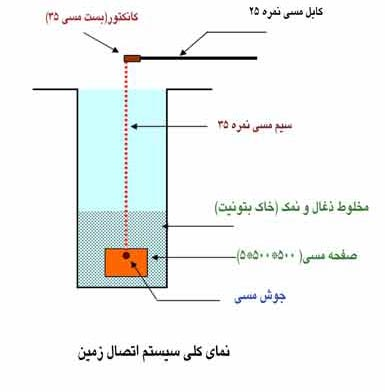 کابل مسی نمره ۲۵
کانکتور(بست مسی ۳۵)
سیم مسی نمره ۳۵
مخلوط ذغال و نمک (خاک بتونیت)
صفحه مسی( ۵۰۰*۵۰۰*۵)
جوش مسی
نمای کلی سیستم اتصال زمین